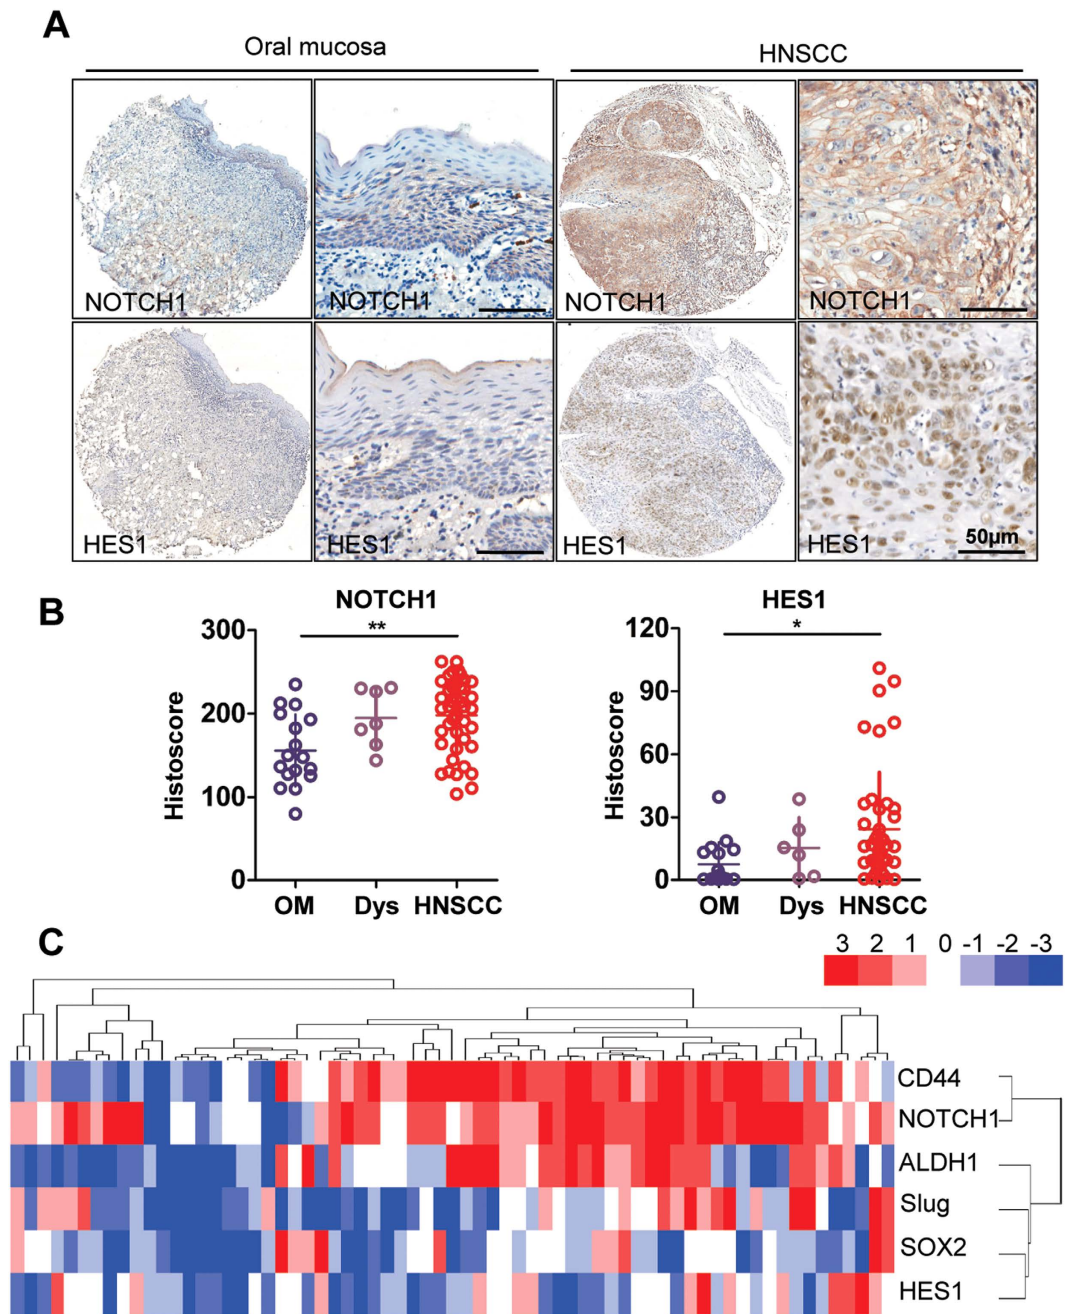 A
Oral mucosa
HNSCC
NOTCH1
NOTCH1
NOTCH1
NOTCH1
HES1
HES1
HES1
HES1
50µm
B
NOTCH1
**
Histoscore
300
200
100
0
OM Dys HNSCC
HES1
*
Histoscore
120
90
60
30
0
OM Dys HNSCC
C
3 2 1 0 -1 -2 -3
CD44
NOTCH1
ALDH1
Slug
SOX2
HES1